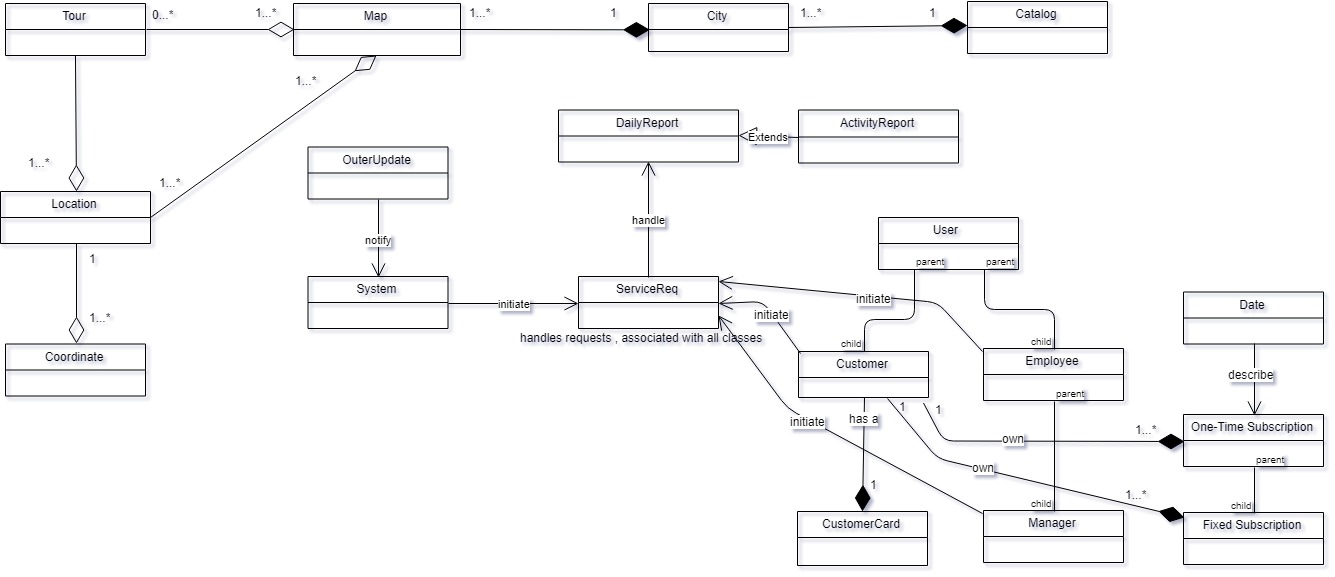 Tour
0...*
1...*
Map
1...*
1
City
1...*
1
Catalog
1...*
DailyReport
Extends
ActivityReport
1...*
OuterUpdate
1...*
Location
handle
User
notify
parent
parent
1
System
initiate
ServiceReq
initiate
initiate
Date
1...*
handles requests , associated with all classes
child
child
Coordinate
Customer
Employee
describe
parent
1
1
has a
initiate
own
1...*
One-Time Subscription
parent
own
1
1...*
child
child
CustomerCard
Manager
Fixed Subscription